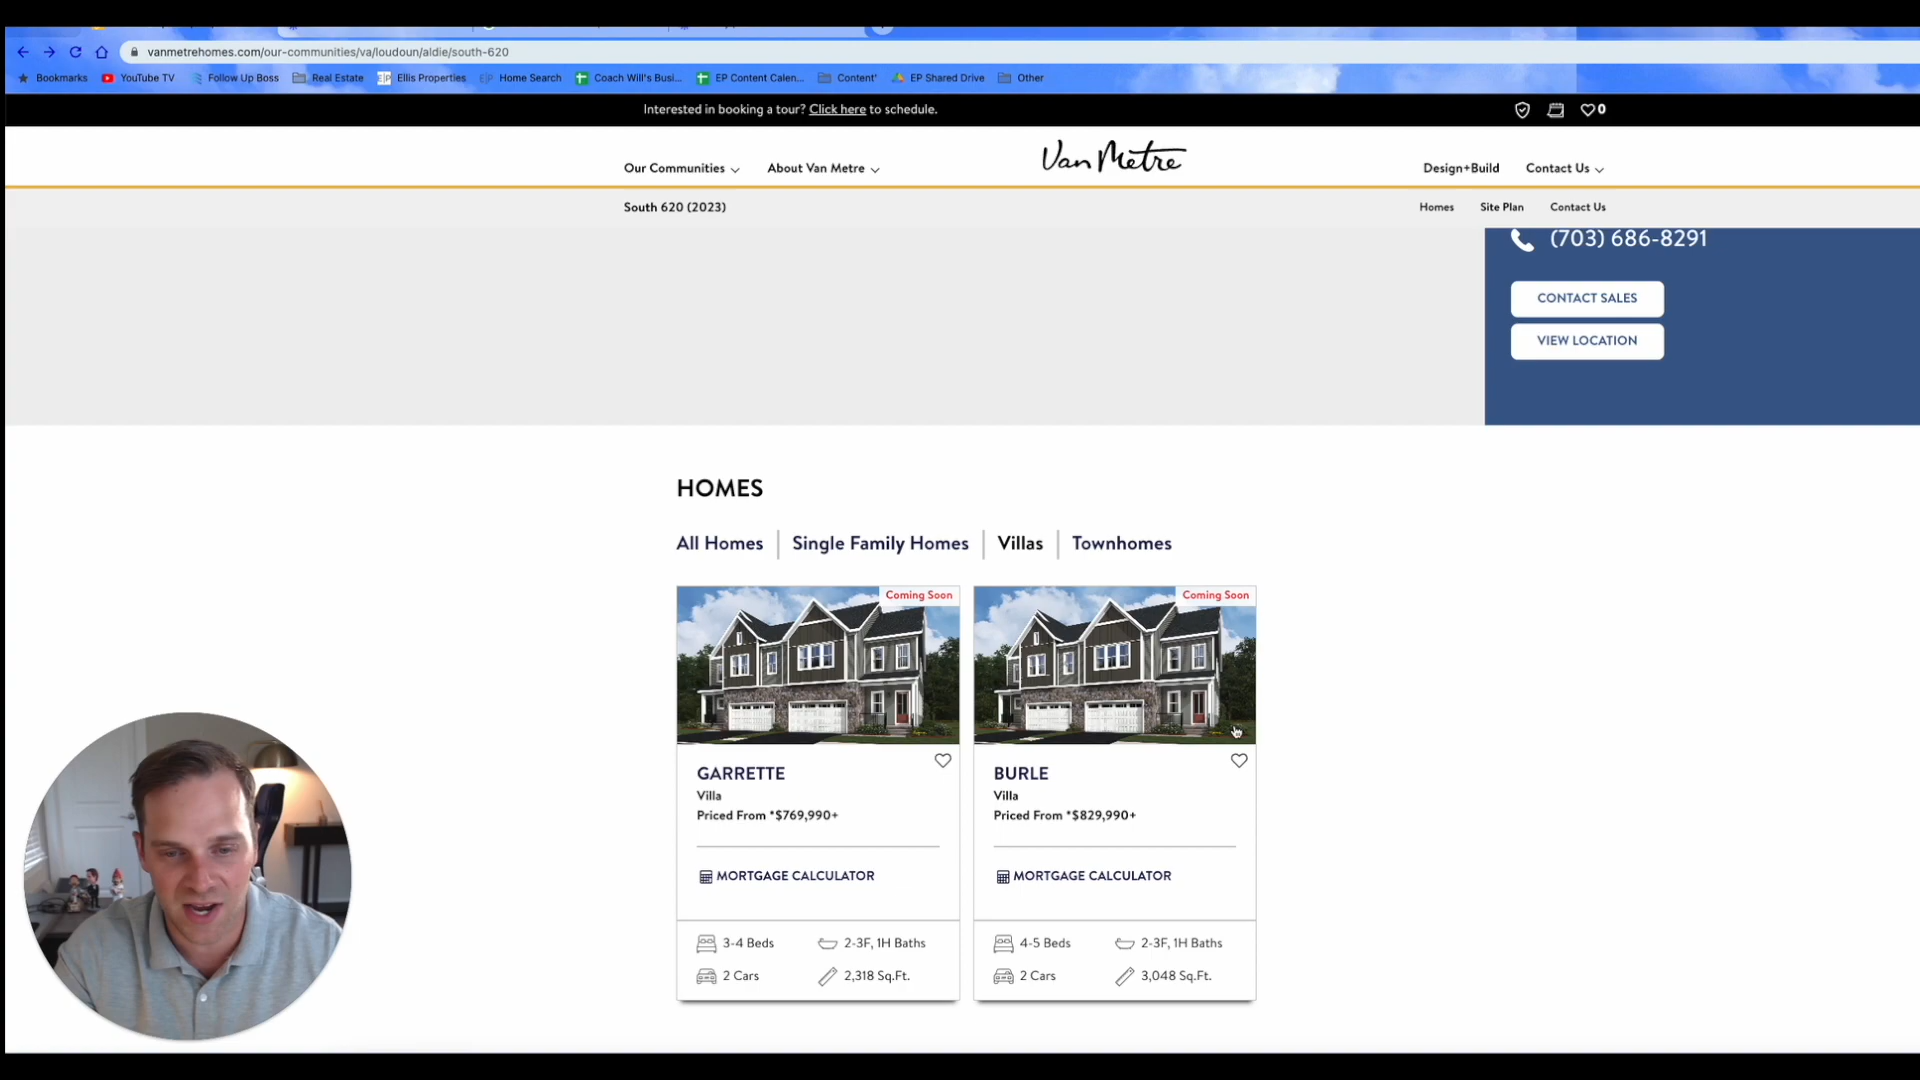 vanmetrehomes.com/our-communities/va/loudoun/aldie/south-620
Bookmarks YouTube TV Follow Up Boss Real Estate E|P Ellis Properties E|P Home Search Coach Will's Busi... EP Content Calen... Content' EP Shared Drive Other
Interested in booking a tour? Click here to schedule. 0
Our Communities About Van Metre Van Metre Design+Build Contact Us
South 620 (2023) Homes Site Plan Contact Us
(703) 686-8291
CONTACT SALES
VIEW LOCATION
HOMES
All Homes Single Family Homes Villas Townhomes
Coming Soon
GARRETTE
Villa
Priced From *$769,990+
MORTGAGE CALCULATOR
3-4 Beds 2-3F, 1H Baths
2 Cars 2,318 Sq.Ft.
Coming Soon
BURLE
Villa
Priced From *$829,990+
MORTGAGE CALCULATOR
4-5 Beds 2-3F, 1H Baths
2 Cars 3,048 Sq.Ft.